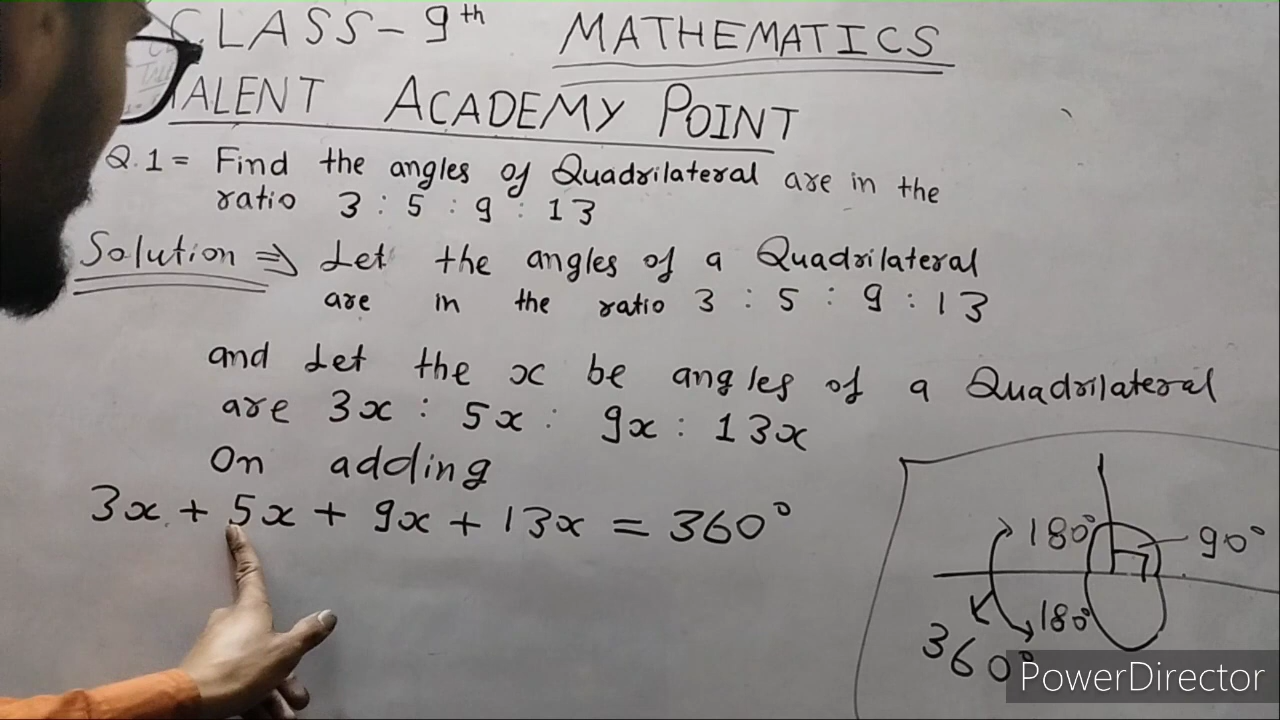 CLASS - 9th MATHEMATICS
TALENT ACADEMY POINT
Q.1 = Find the angles of Quadrilateral are in the
ratio 3 : 5 : 9 : 13
Solution ⇒ Let the angles of a Quadrilateral
are in the ratio 3 : 5 : 9 : 13
and Let the x be angles of a Quadrilateral
are 3x : 5x : 9x : 13x
On adding
3x + 5x + 9x + 13x = 360°
180° 90°
180°
360°
PowerDirector